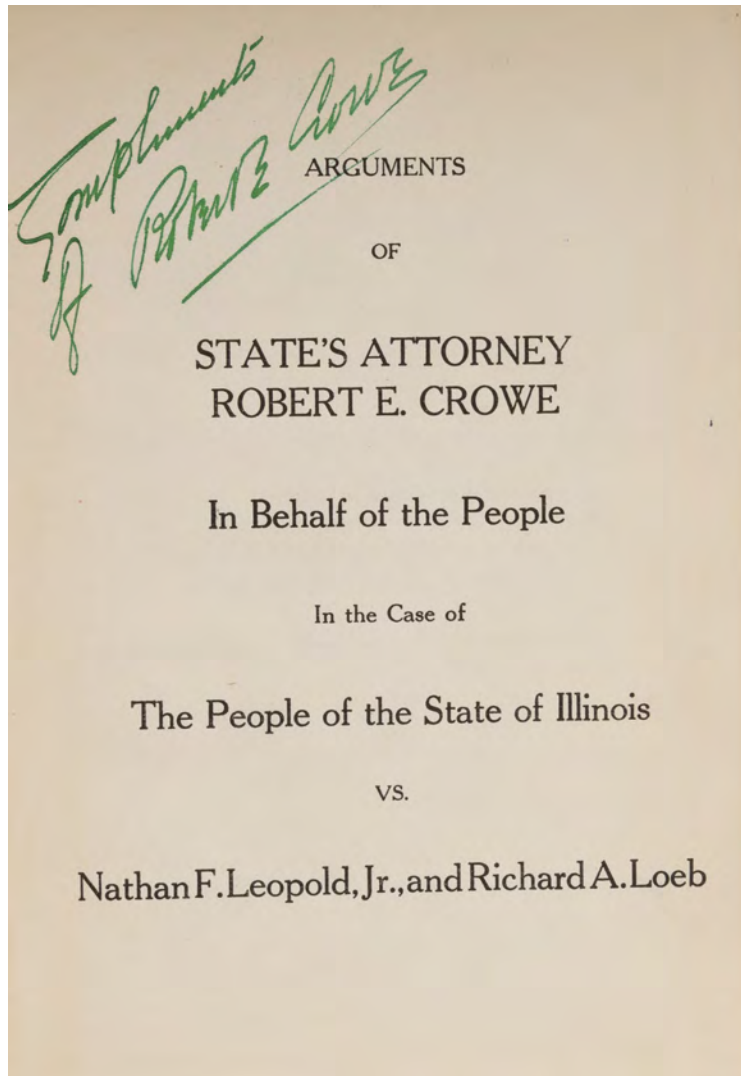 Compliments
of Robert E Crowe
ARGUMENTS
OF
STATE'S ATTORNEY
ROBERT E. CROWE
In Behalf of the People
In the Case of
The People of the State of Illinois
VS.
Nathan F. Leopold, Jr., and Richard A. Loeb